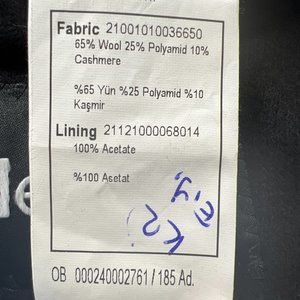 Fabric 21001010036650
65% Wool 25% Polyamid 10%
Cashmere
%65 Yün %25 Polyamid %10
Kaşmir
Lining 21121000068014
100% Acetate
%100 Asetat
OB 000240002761 / 185 Ad.